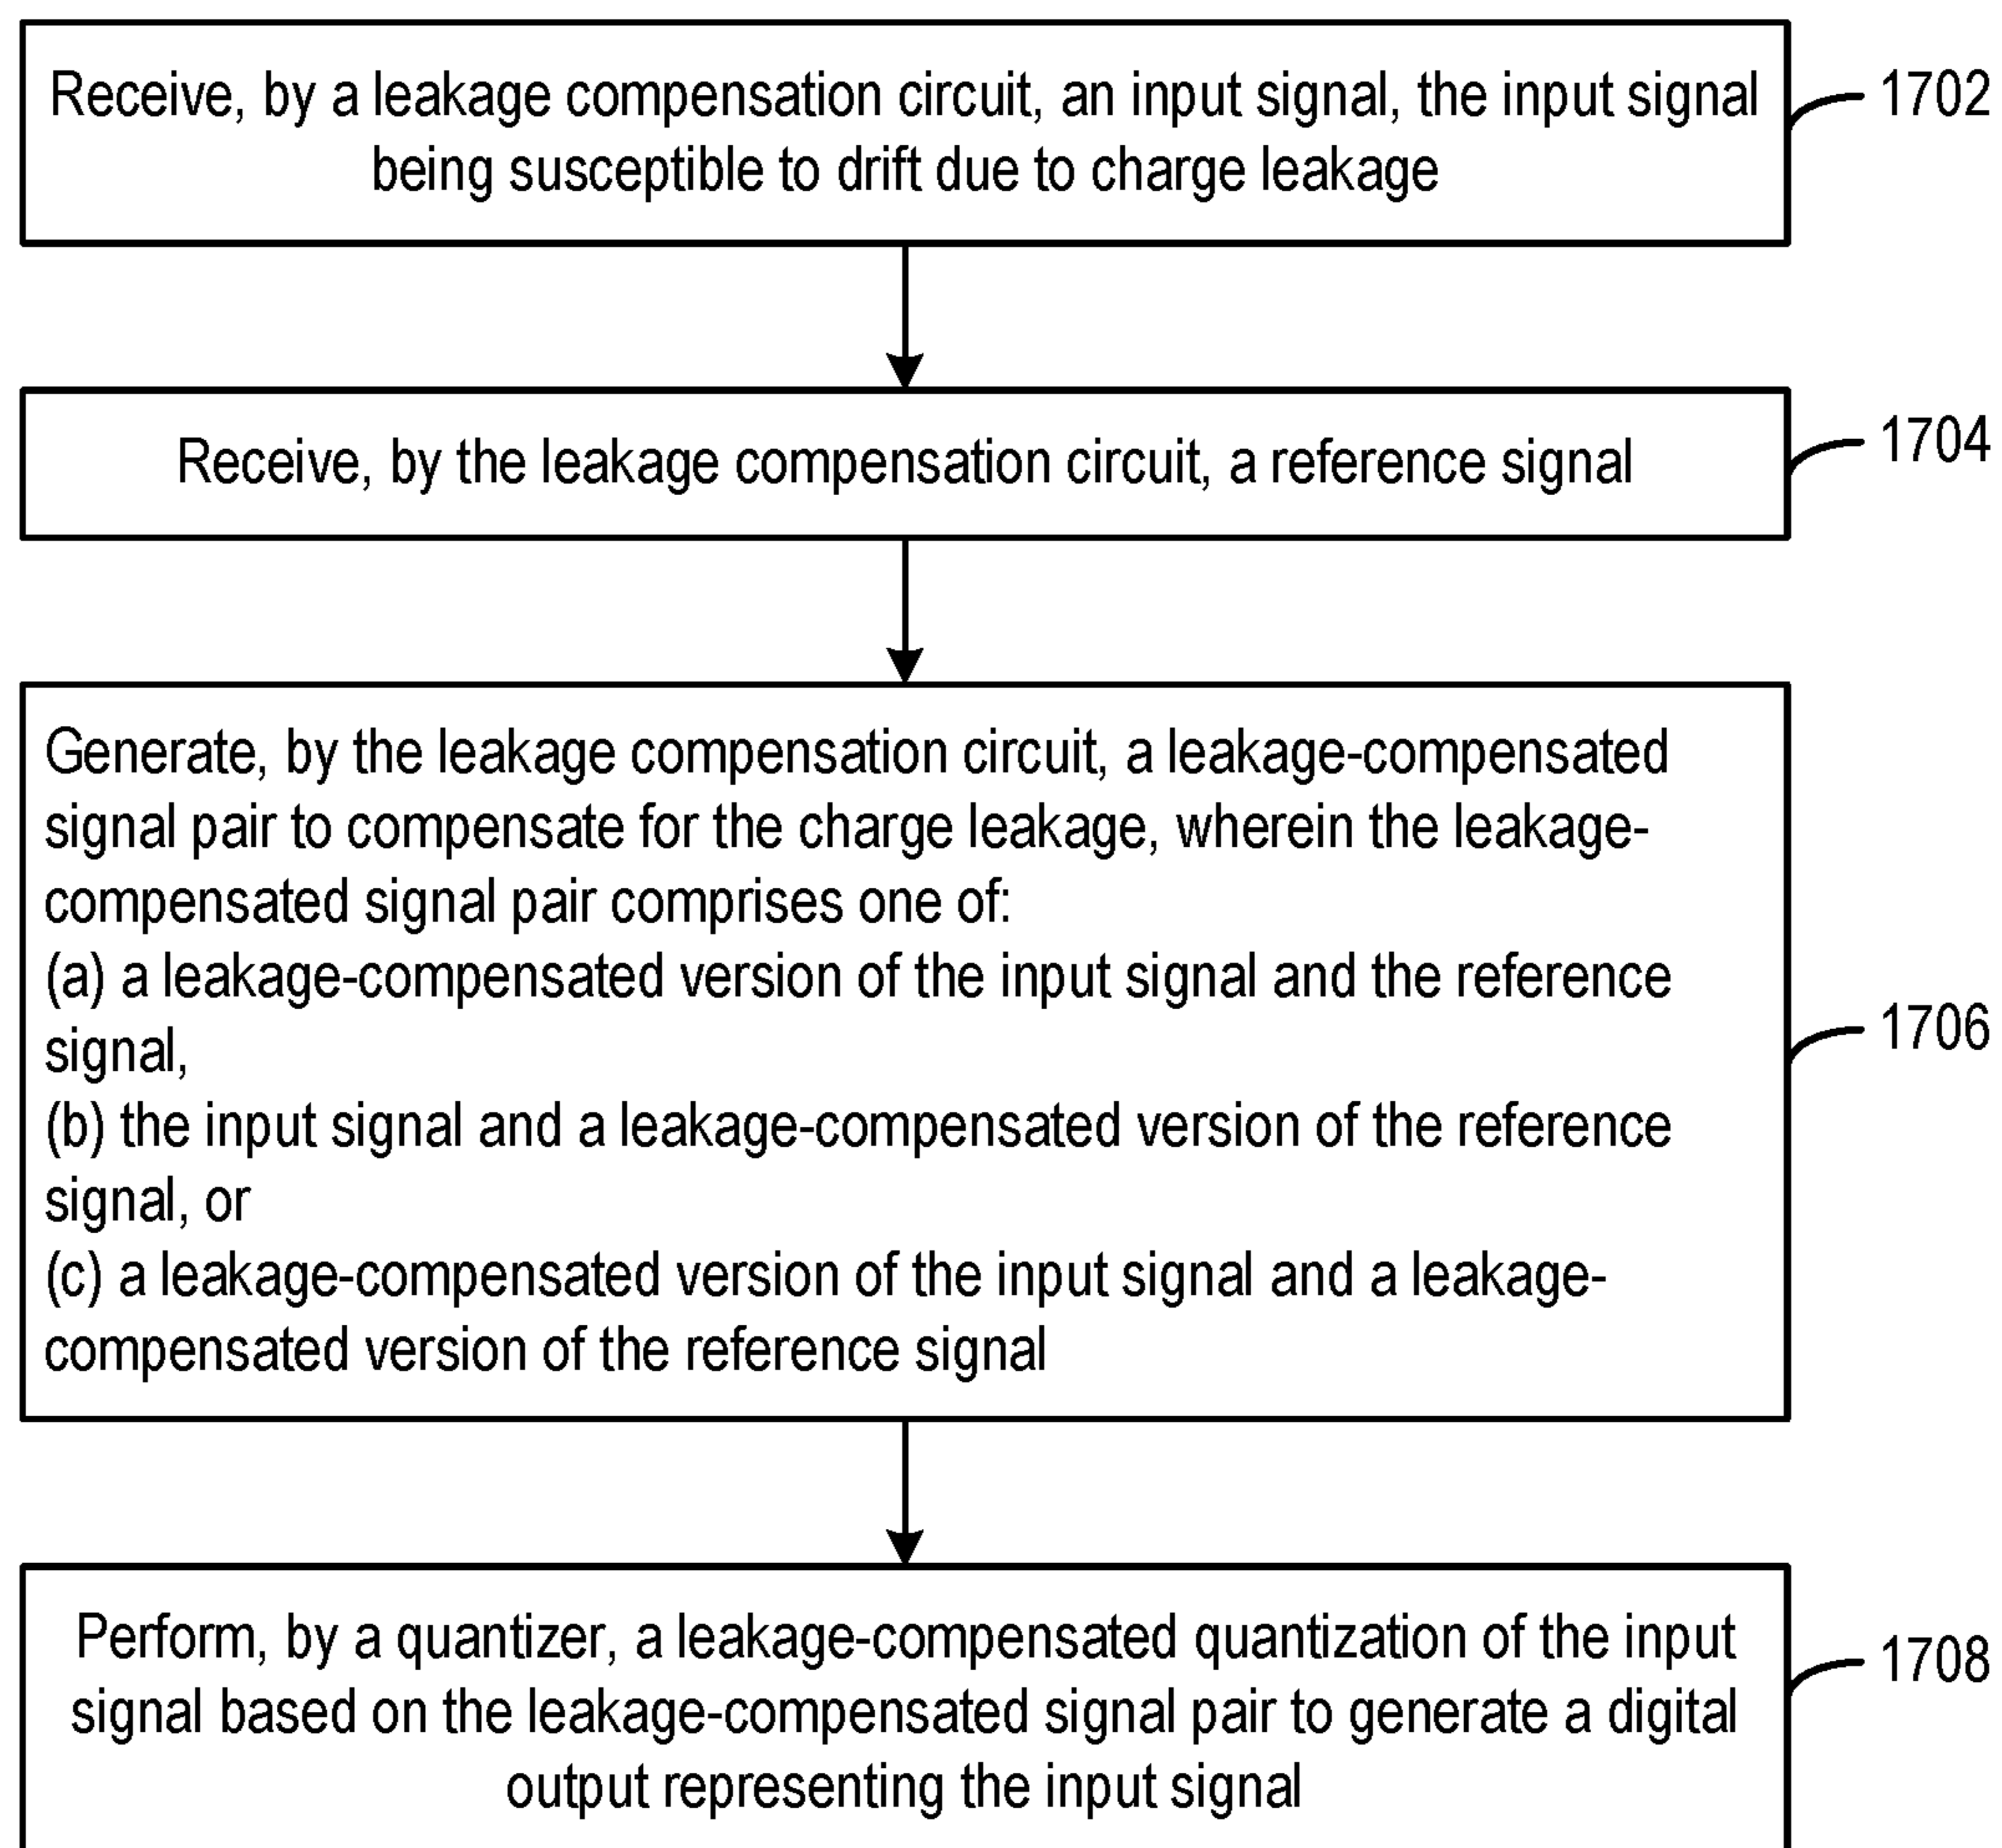 Receive, by a leakage compensation circuit, an input signal, the input signal
being susceptible to drift due to charge leakage
1702
Receive, by the leakage compensation circuit, a reference signal
1704
Generate, by the leakage compensation circuit, a leakage-compensated
signal pair to compensate for the charge leakage, wherein the leakage-
compensated signal pair comprises one of:
(a) a leakage-compensated version of the input signal and the reference
signal,
(b) the input signal and a leakage-compensated version of the reference
signal, or
(c) a leakage-compensated version of the input signal and a leakage-
compensated version of the reference signal
1706
Perform, by a quantizer, a leakage-compensated quantization of the input
signal based on the leakage-compensated signal pair to generate a digital
output representing the input signal
1708